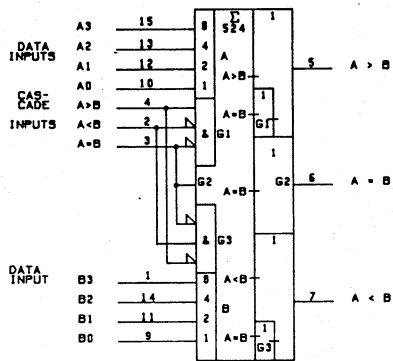 Σ
524
1
A3 15 8
DATA INPUTS
A2 13 4 A
A1 12 2 A>B
5 A > B
A0 10 1
CAS-CADE INPUTS
A>B 4
A=B 1
A<B 2 & G1 G1
A=B 3
1
G2 A=B G2 6 A = B
& G3
1
DATA INPUT
B3 1 8 A<B
B2 14 4 B
7 A < B
B1 11 2
B0 9 1 A=B 1
G3